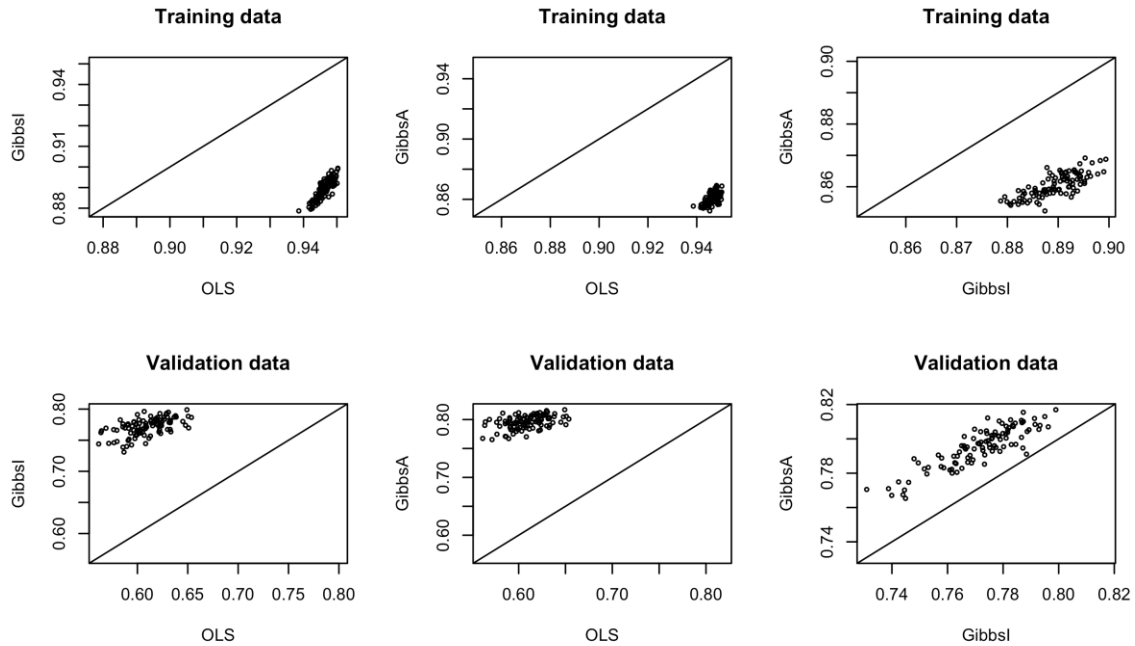 Training data
GibbsI
0.88 0.91 0.94
0.88 0.90 0.92 0.94
OLS
Training data
GibbsA
0.86 0.90 0.94
0.86 0.88 0.90 0.92 0.94
OLS
Training data
GibbsA
0.86 0.88 0.90
0.86 0.87 0.88 0.89 0.90
GibbsI
Validation data
GibbsI
0.60 0.70 0.80
0.60 0.65 0.70 0.75 0.80
OLS
Validation data
GibbsA
0.60 0.70 0.80
0.60 0.70 0.80
OLS
Validation data
GibbsA
0.74 0.78 0.82
0.74 0.76 0.78 0.80 0.82
GibbsI